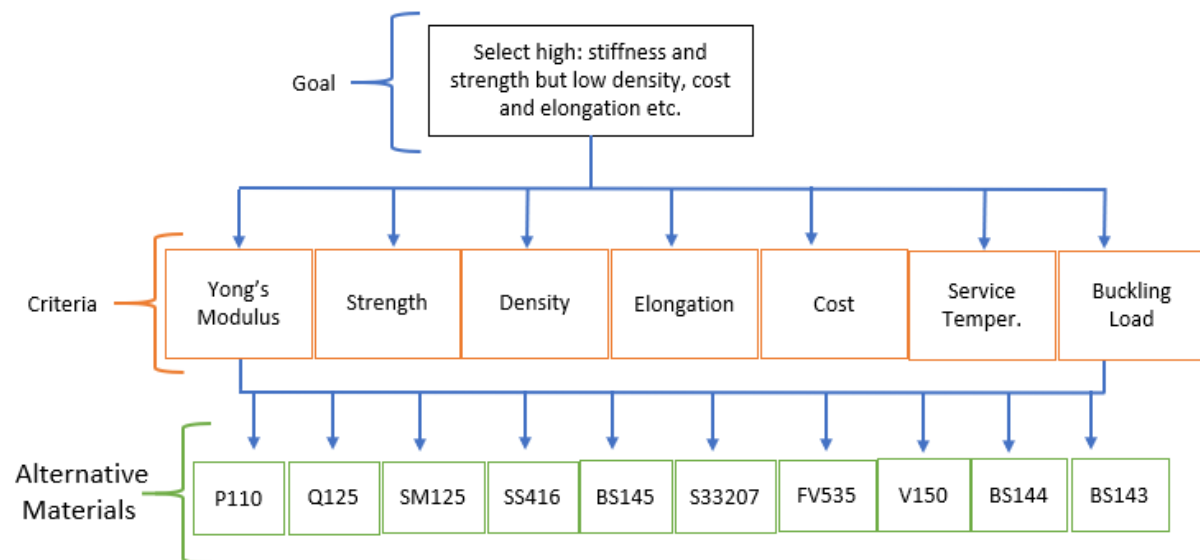 Goal
Select high: stiffness and
strength but low density, cost
and elongation etc.
Criteria
Yong's
Modulus
Strength
Density
Elongation
Cost
Service
Temper.
Buckling
Load
Alternative
Materials
P110
Q125
SM125
SS416
BS145
S33207
FV535
V150
BS144
BS143